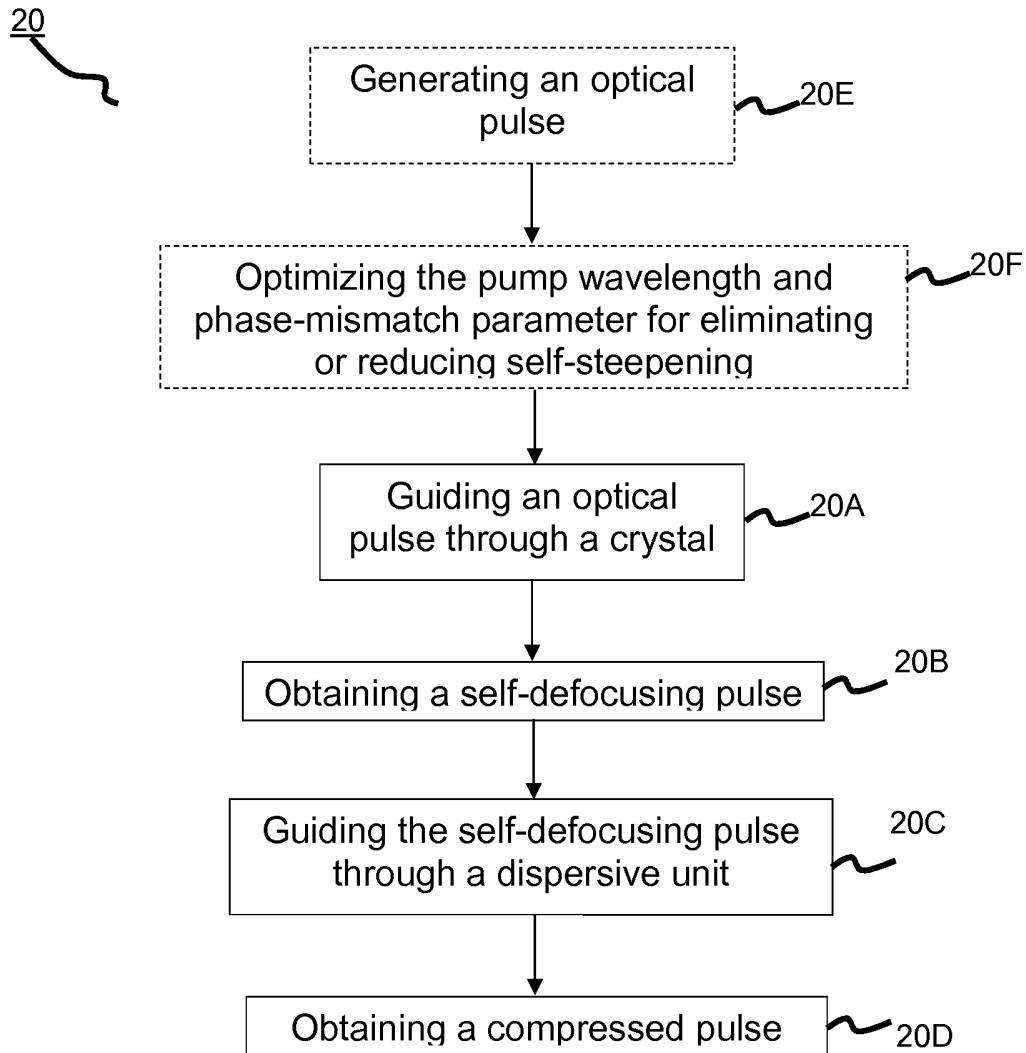 20
Generating an optical
pulse
20E
Optimizing the pump wavelength and
phase-mismatch parameter for eliminating
or reducing self-steepening
20F
Guiding an optical
pulse through a crystal
20A
Obtaining a self-defocusing pulse
20B
Guiding the self-defocusing pulse
through a dispersive unit
20C
Obtaining a compressed pulse
20D